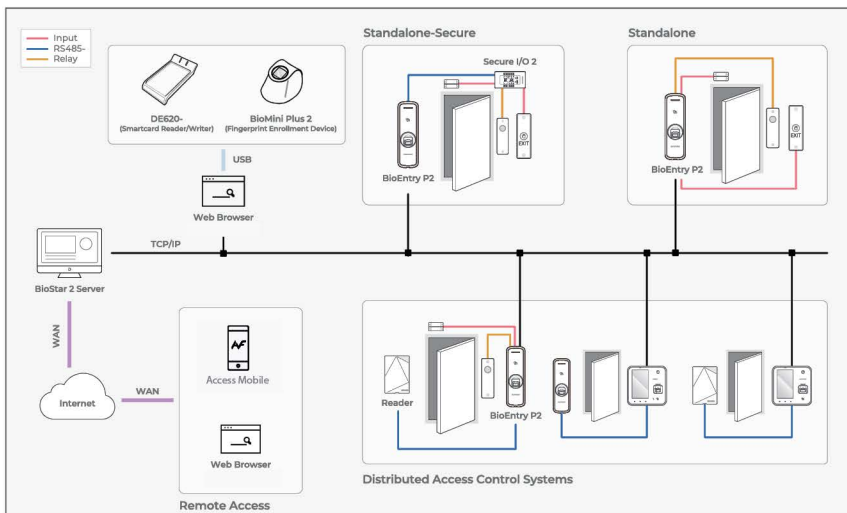 Input
RS485-
Relay
DE620-
(Smartcard Reader/Writer)
BioMini Plus 2
(Fingerprint Enrollment Device)
USB
Web Browser
Standalone-Secure
Secure I/O 2
EXIT
BioEntry P2
Standalone
EXIT
BioEntry P2
TCP/IP
BioStar 2 Server
WAN
Internet
WAN
Access Mobile
Web Browser
Remote Access
Reader
BioEntry P2
Distributed Access Control Systems